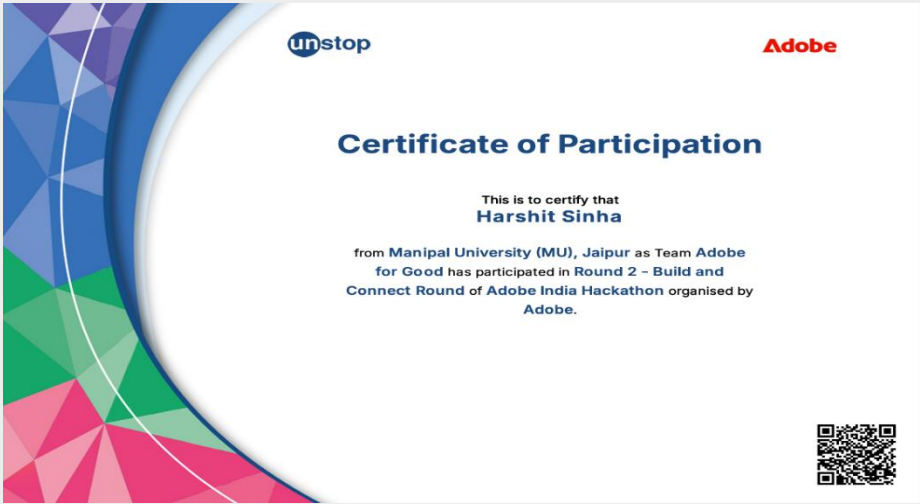 unstop
Adobe
Certificate of Participation
This is to certify that
Harshit Sinha
from Manipal University (MU), Jaipur as Team Adobe
for Good has participated in Round 2 - Build and
Connect Round of Adobe India Hackathon organised by
Adobe.